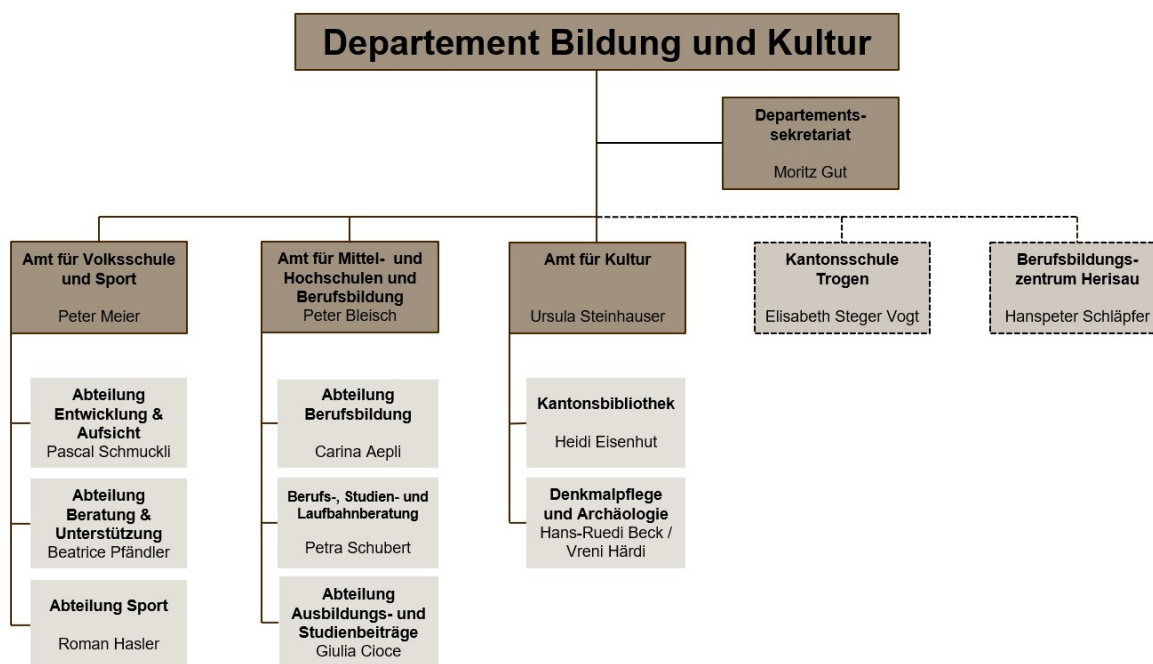 Departement Bildung und Kultur
Departements-
sekretariat
Moritz Gut
Amt für Volksschule
und Sport
Peter Meier
Amt für Mittel- und
Hochschulen und
Berufsbildung
Peter Bleisch
Amt für Kultur
Ursula Steinhauser
Kantonsschule
Trogen
Elisabeth Steger Vogt
Berufsbildungs-
zentrum Herisau
Hanspeter Schläpfer
Abteilung
Entwicklung &
Aufsicht
Pascal Schmuckli
Abteilung
Beratung &
Unterstützung
Beatrice Pfändler
Abteilung Sport
Roman Hasler
Abteilung
Berufsbildung
Carina Aepli
Berufs-, Studien- und
Laufbahnberatung
Petra Schubert
Abteilung
Ausbildungs- und
Studienbeiträge
Giulia Cioce
Kantonsbibliothek
Heidi Eisenhut
Denkmalpflege
und Archäologie
Hans-Ruedi Beck /
Vreni Härdi